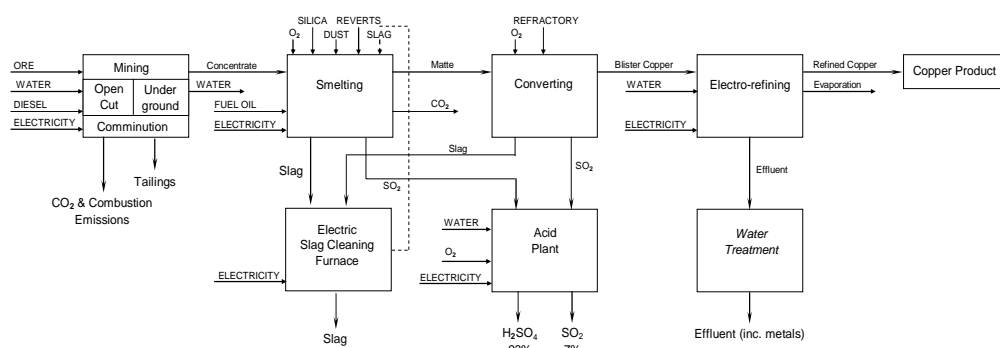 SILICA REVERTS
O₂ DUST SLAG
REFRACTORY
O₂
ORE
WATER
DIESEL
ELECTRICITY
Mining
Open Cut
Under ground
Comminution
Concentrate
WATER
FUEL OIL
ELECTRICITY
Smelting
Matte
CO₂
Converting
Blister Copper
WATER
ELECTRICITY
Electro-refining
Refined Copper
Evaporation
Copper Product
CO₂ & Combustion
Emissions
Tailings
Slag
SO₂
Slag
SO₂
Effluent
Electric
Slag Cleaning
Furnace
ELECTRICITY
WATER
O₂
ELECTRICITY
Acid
Plant
Water
Treatment
Slag
H₂SO₄
SO₂
Effluent (inc. metals)